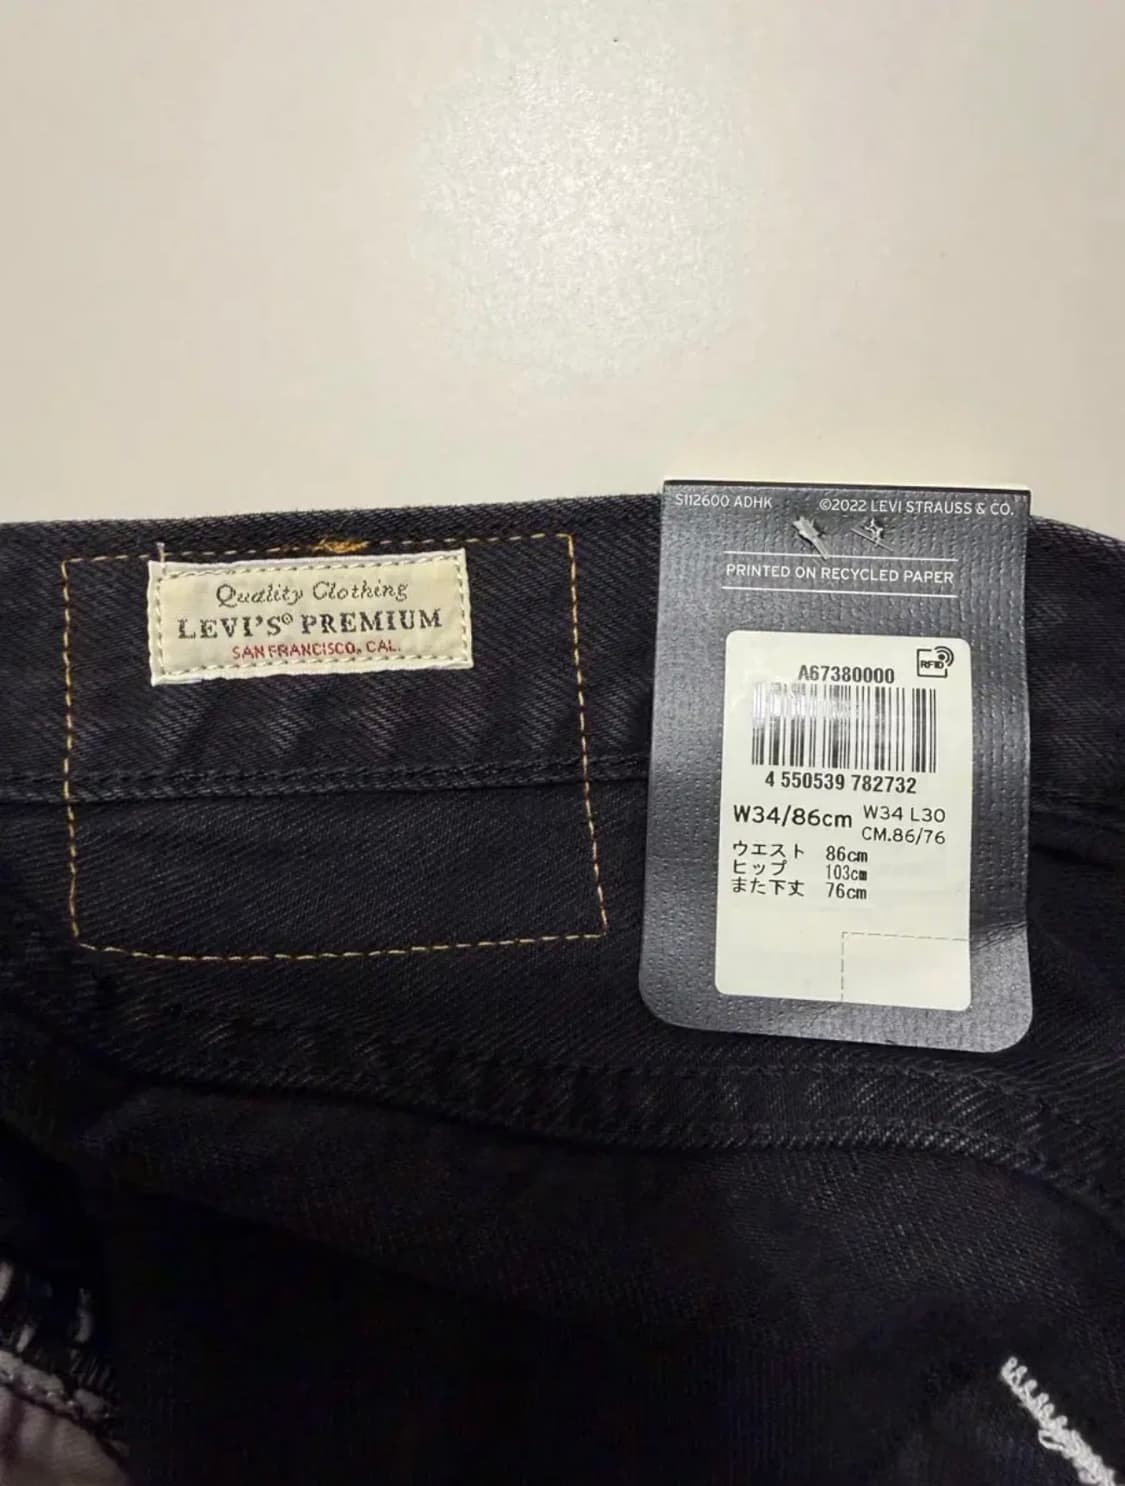 Quality Clothing
LEVI'S® PREMIUM
SAN FRANCISCO, CAL.
S112600 ADHK ©2022 LEVI STRAUSS & CO.
PRINTED ON RECYCLED PAPER
RFID
A67380000
4 550539 782732
W34/86cm W34 L30
CM.86/76
ウエスト 86cm
ヒップ 103cm
また下丈 76cm